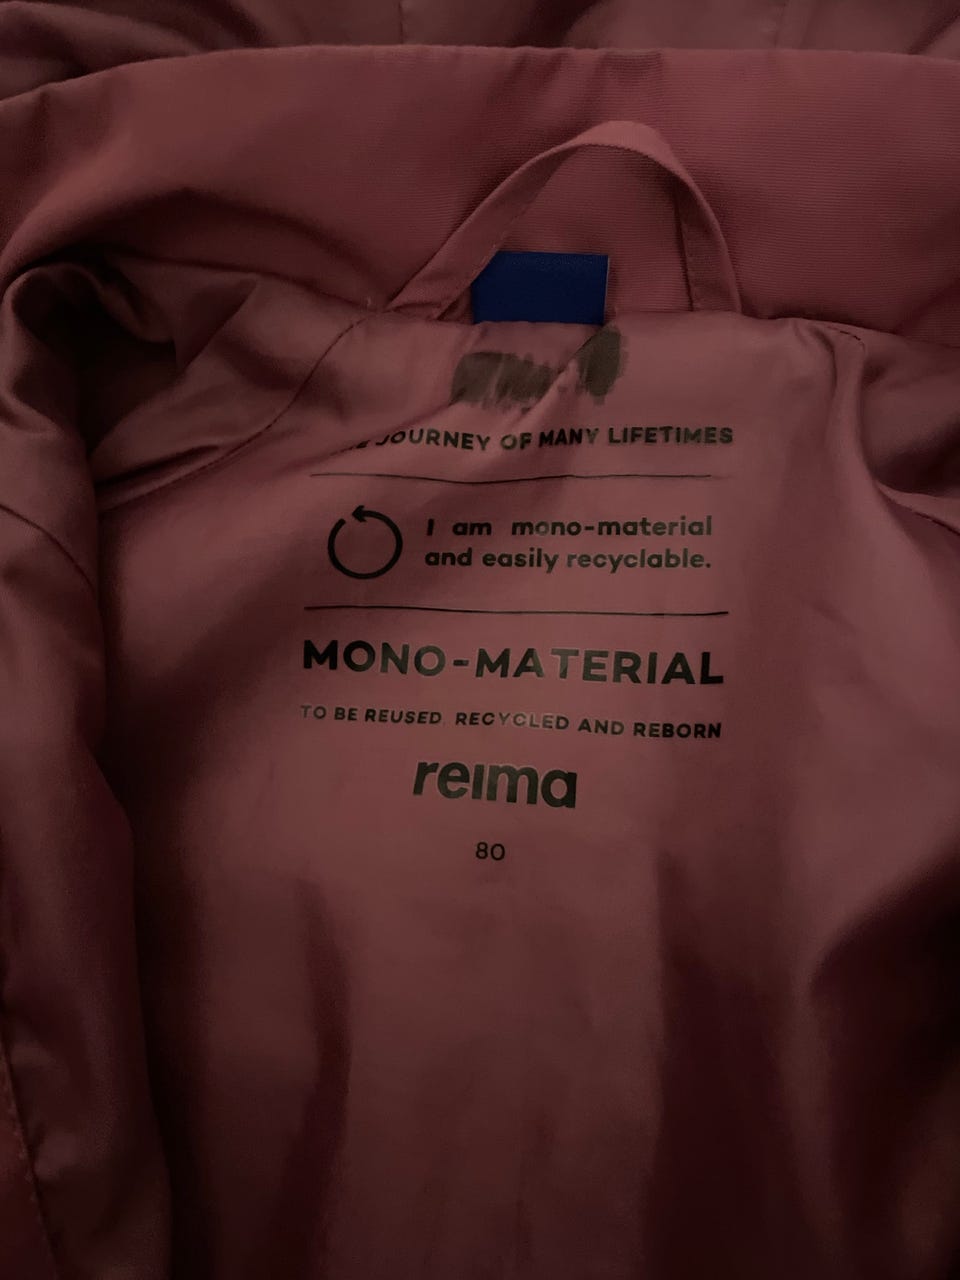 JOURNEY OF MANY LIFETIMES
I am mono-material
and easily recyclable.
MONO-MATERIAL
TO BE REUSED, RECYCLED AND REBORN
reima
80